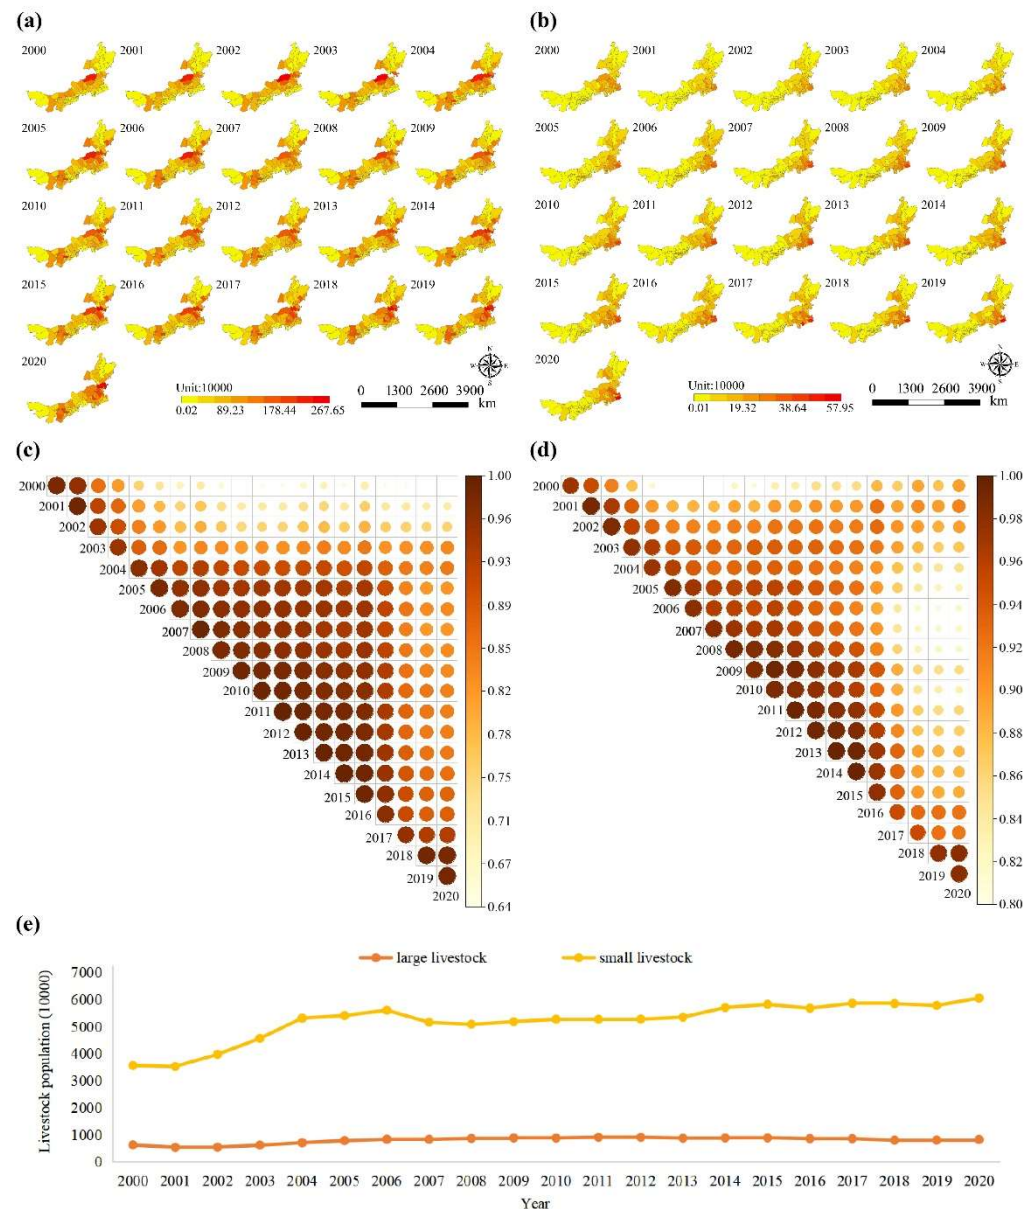 (a)
2000 2001 2002 2003 2004
2005 2006 2007 2008 2009
2010 2011 2012 2013 2014
2015 2016 2017 2018 2019
2020
N
W E
S
Unit:10000
0.02 89.23 178.44 267.65
0 1300 2600 3900
km
(b)
2000 2001 2002 2003 2004
2005 2006 2007 2008 2009
2010 2011 2012 2013 2014
2015 2016 2017 2018 2019
2020
N
W E
S
Unit:10000
0.01 19.32 38.64 57.95
0 1300 2600 3900
km
(c)
2000
2001
2002
2003
2004
2005
2006
2007
2008
2009
2010
2011
2012
2013
2014
2015
2016
2017
2018
2019
2020
1.00
0.96
0.93
0.89
0.85
0.82
0.78
0.75
0.71
0.67
0.64
(d)
2000
2001
2002
2003
2004
2005
2006
2007
2008
2009
2010
2011
2012
2013
2014
2015
2016
2017
2018
2019
2020
1.00
0.98
0.96
0.94
0.92
0.90
0.88
0.86
0.84
0.82
0.80
(e)
large livestock small livestock
Livestock population (10000)
7000
6000
5000
4000
3000
2000
1000
0
2000 2001 2002 2003 2004 2005 2006 2007 2008 2009 2010 2011 2012 2013 2014 2015 2016 2017 2018 2019 2020
Year